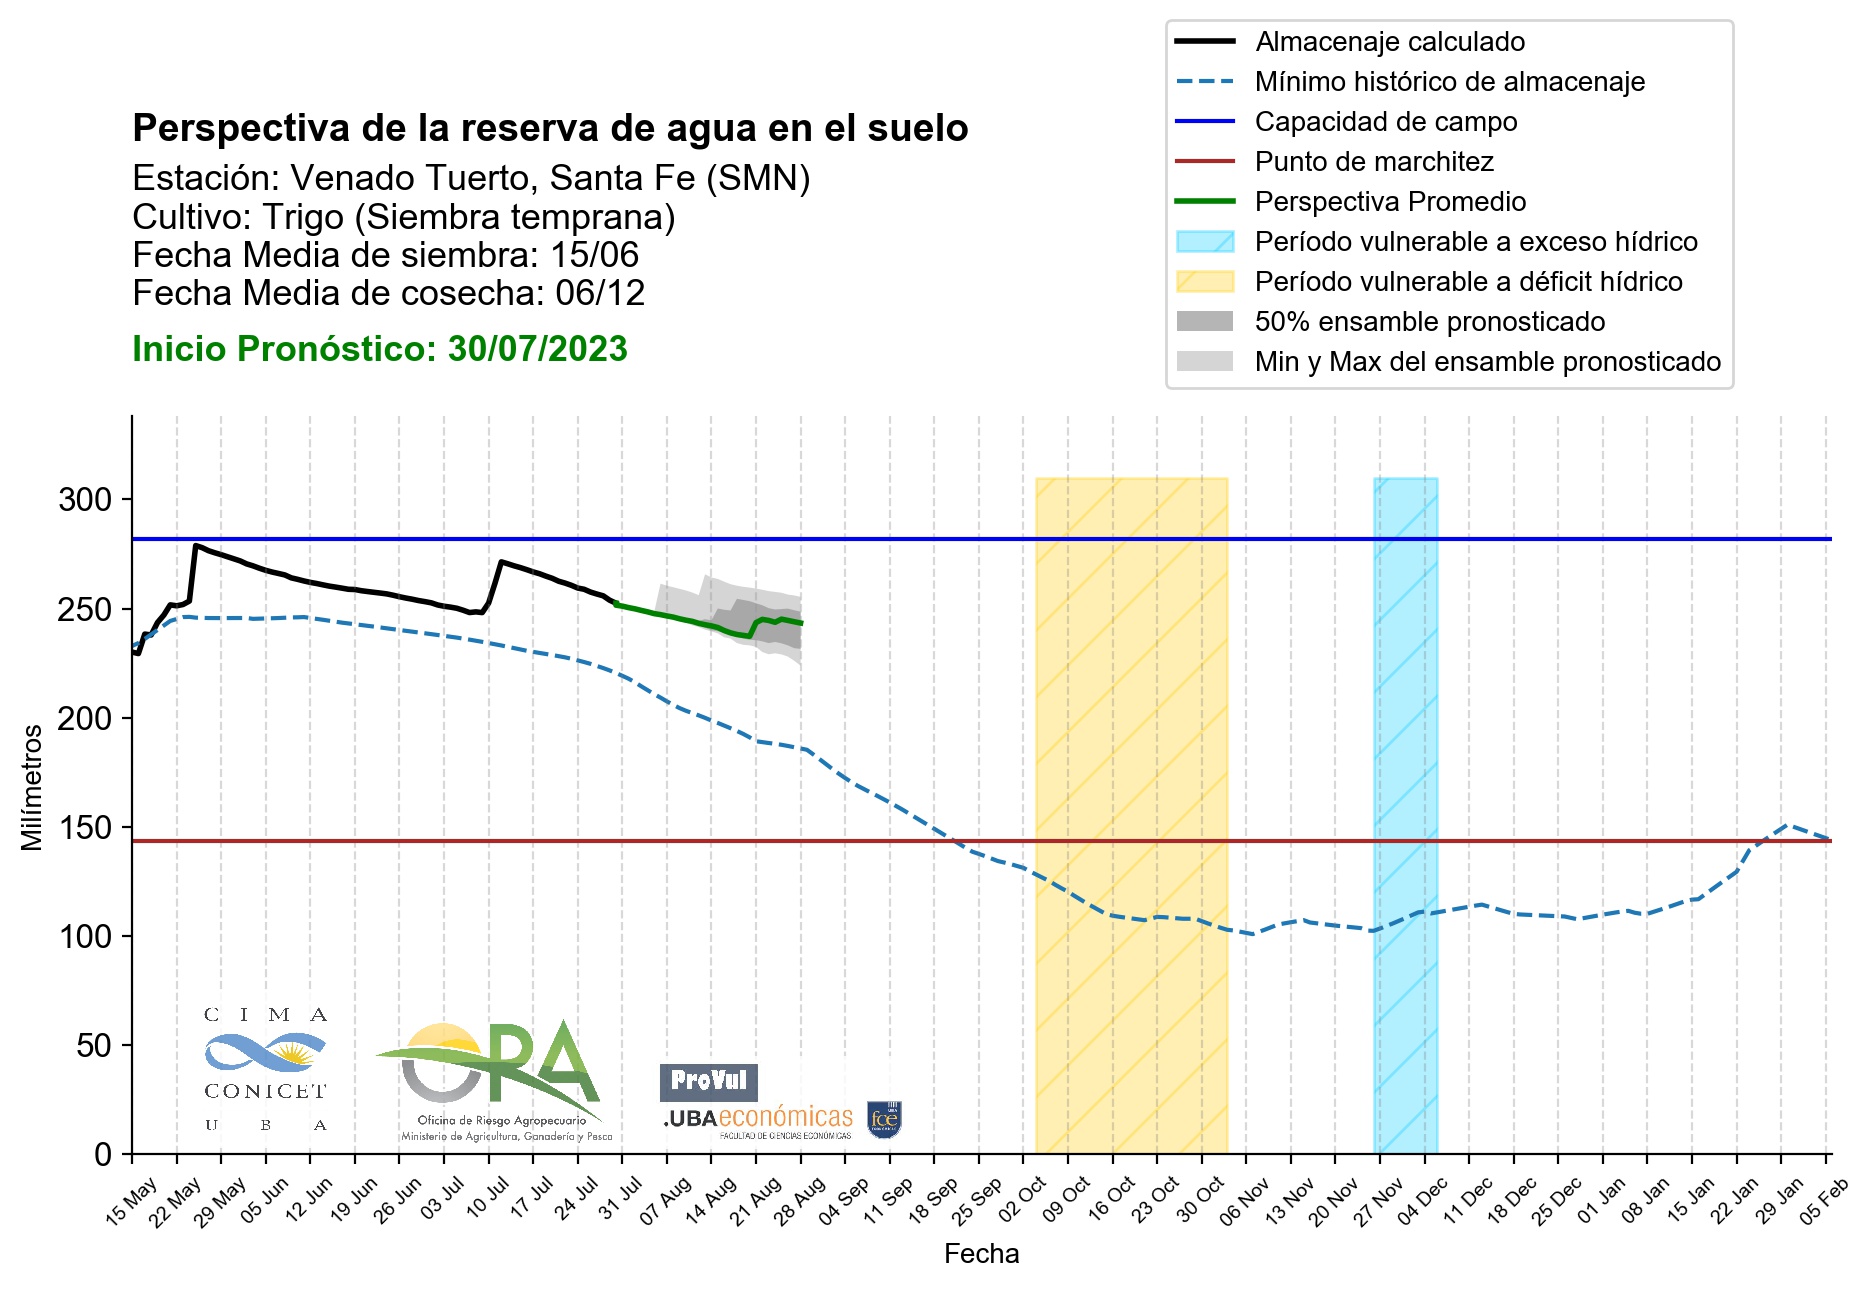 Almacenaje calculado
Mínimo histórico de almacenaje
Capacidad de campo
Punto de marchitez
Perspectiva Promedio
Período vulnerable a exceso hídrico
Período vulnerable a déficit hídrico
50% ensamble pronosticado
Min y Max del ensamble pronosticado
Perspectiva de la reserva de agua en el suelo
Estación: Venado Tuerto, Santa Fe (SMN)
Cultivo: Trigo (Siembra temprana)
Fecha Media de siembra: 15/06
Fecha Media de cosecha: 06/12
Inicio Pronóstico: 30/07/2023
Milímetros
300
250
200
150
100
50
0
CIMA
CONICET
UBA
ORA
Oficina de Riesgo Agropecuario
Ministerio de Agricultura, Ganadería y Pesca
ProVul
.UBAeconómicas
FACULTAD DE CIENCIAS ECONÓMICAS
fce
15 May
22 May
29 May
05 Jun
12 Jun
19 Jun
26 Jun
03 Jul
10 Jul
17 Jul
24 Jul
31 Jul
07 Aug
14 Aug
21 Aug
28 Aug
04 Sep
11 Sep
18 Sep
25 Sep
02 Oct
09 Oct
16 Oct
23 Oct
30 Oct
06 Nov
13 Nov
20 Nov
27 Nov
04 Dec
11 Dec
18 Dec
25 Dec
01 Jan
08 Jan
15 Jan
22 Jan
29 Jan
05 Feb
Fecha